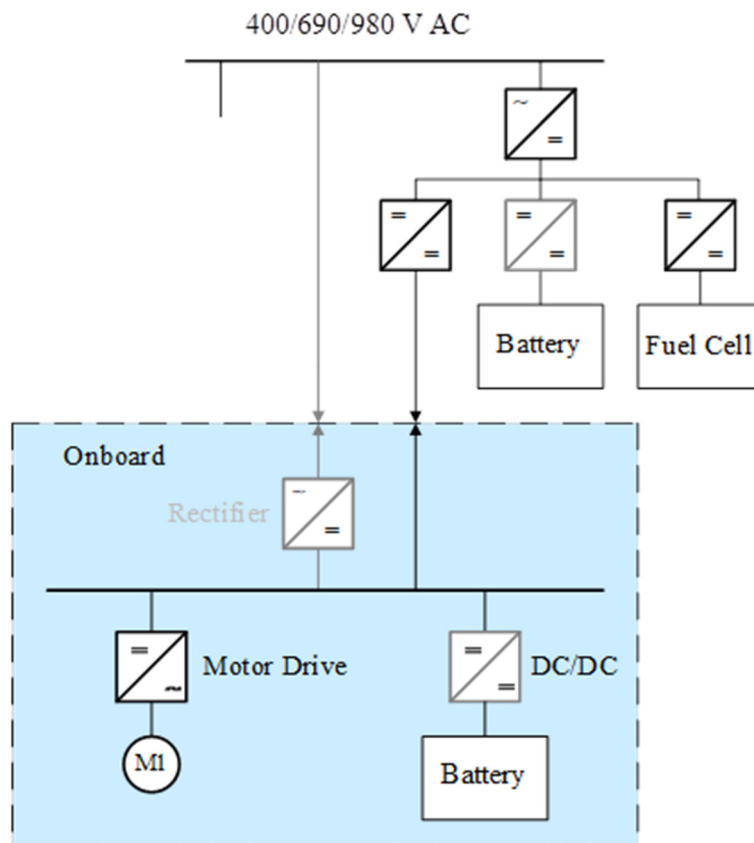 400/690/980 V AC
~
=
=
=
=
=
=
=
Battery
Fuel Cell
Onboard
Rectifier
~
=
=
~
Motor Drive
=
=
DC/DC
M1
Battery